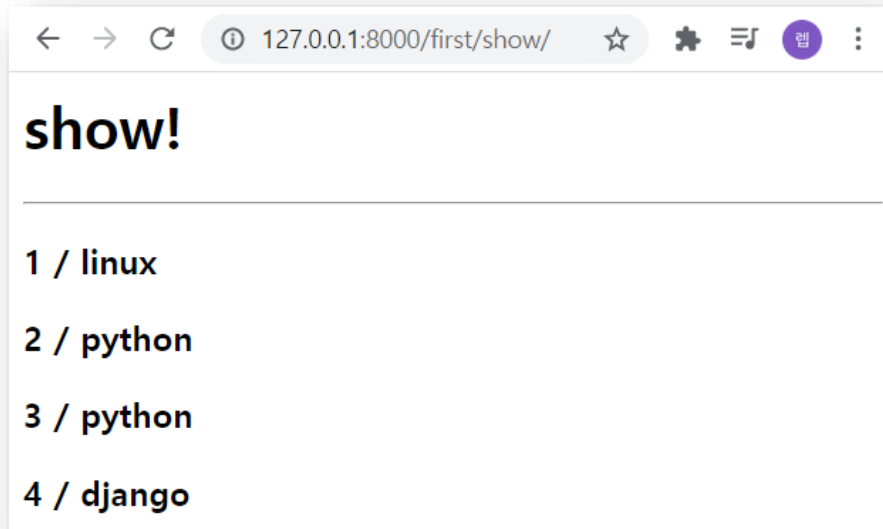 127.0.0.1:8000/first/show/
렙
show!
1 / linux
2 / python
3 / python
4 / django